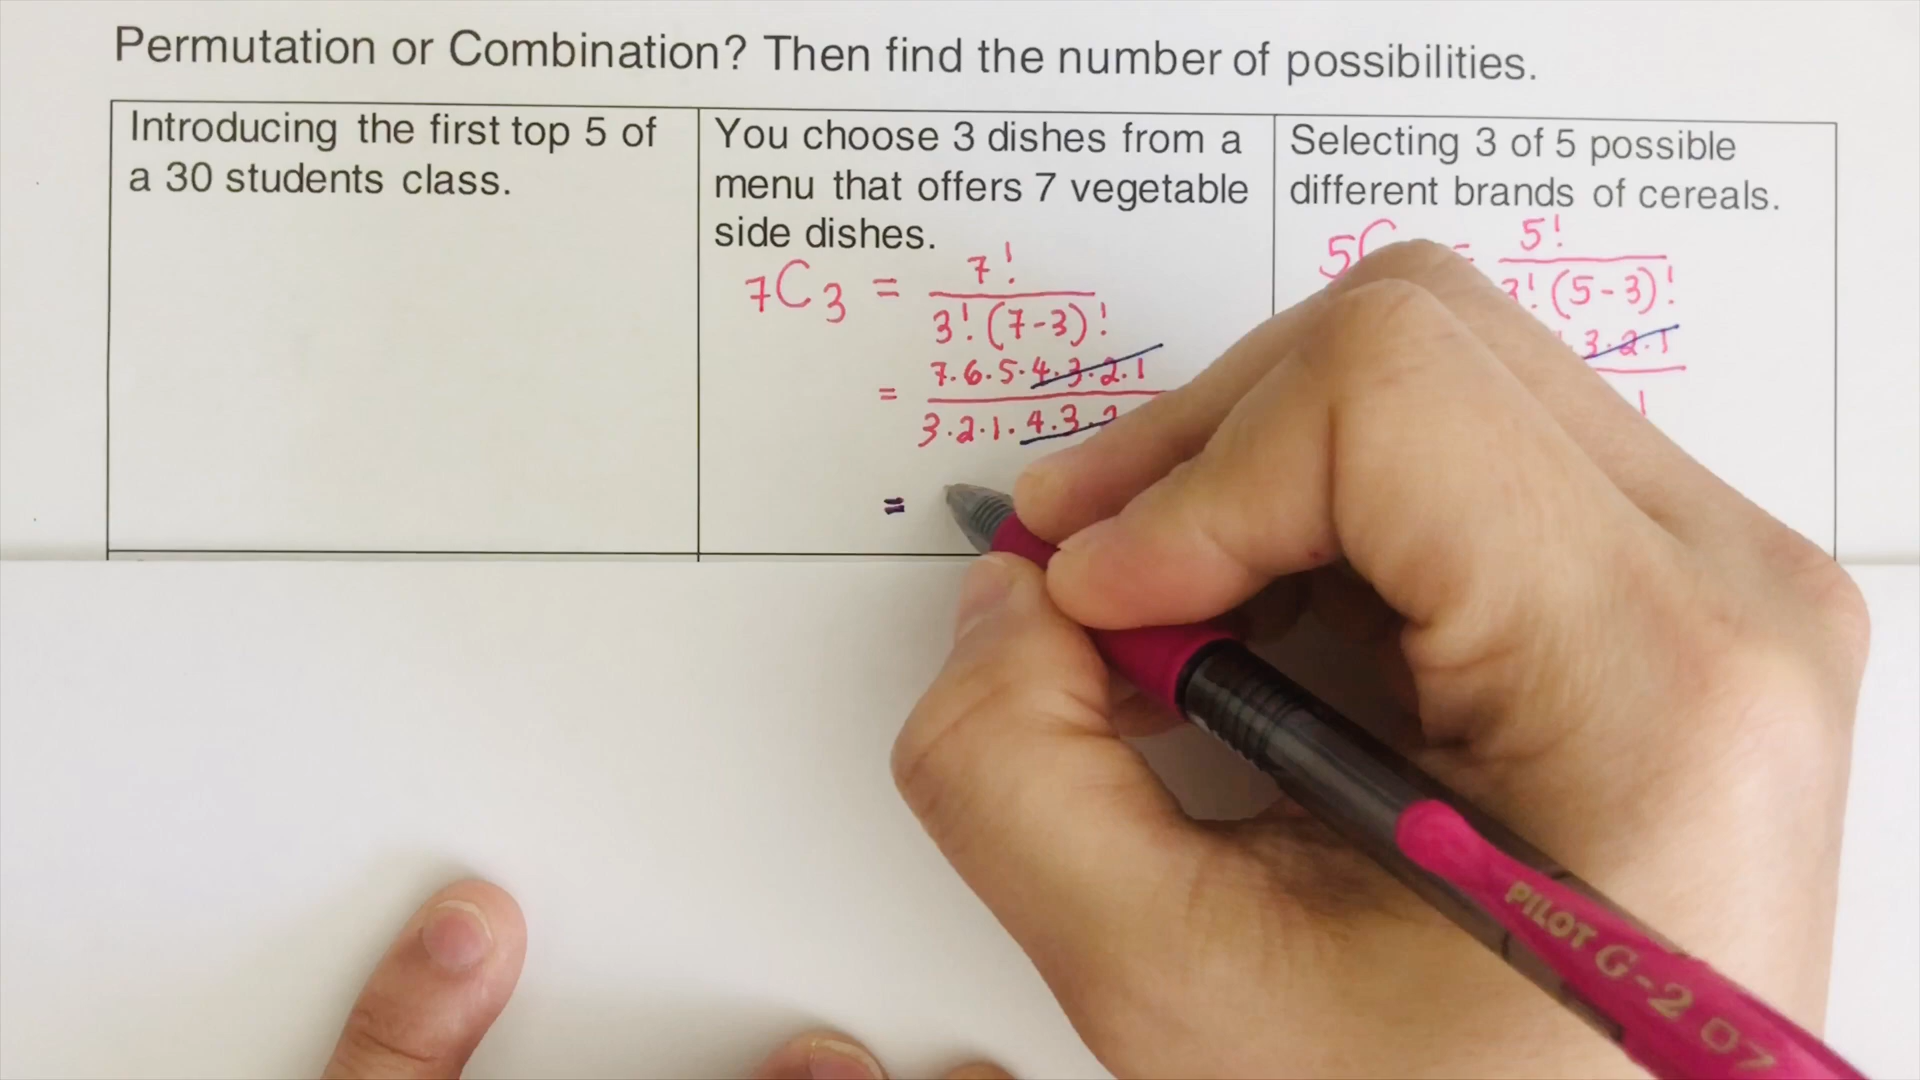 Permutation or Combination? Then find the number of possibilities.
Introducing the first top 5 of
a 30 students class.
You choose 3 dishes from a
menu that offers 7 vegetable
side dishes.
7C3 = 7!
3!(7-3)!
= 7·6·5·4·3·2·1
3·2·1·4·3·2
=
Selecting 3 of 5 possible
different brands of cereals.
5C = 5!
3!(5-3)!
3·2·1
1
PILOT G-2 07